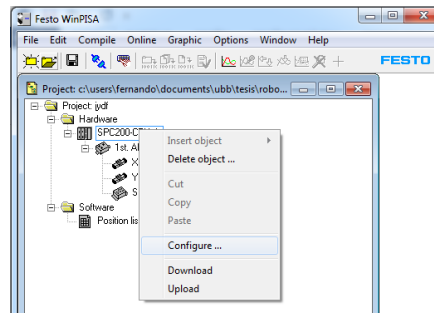 Festo WinPISA
File Edit Compile Online Graphic Options Window Help
FESTO
Project: c:\users\fernando\documents\ubb\tesis\robo...
Project: jydf
Hardware
SPC200-CP
1st. A
X
Y
S
Software
Position lis
Insert object
Delete object ...
Cut
Copy
Paste
Configure ...
Download
Upload